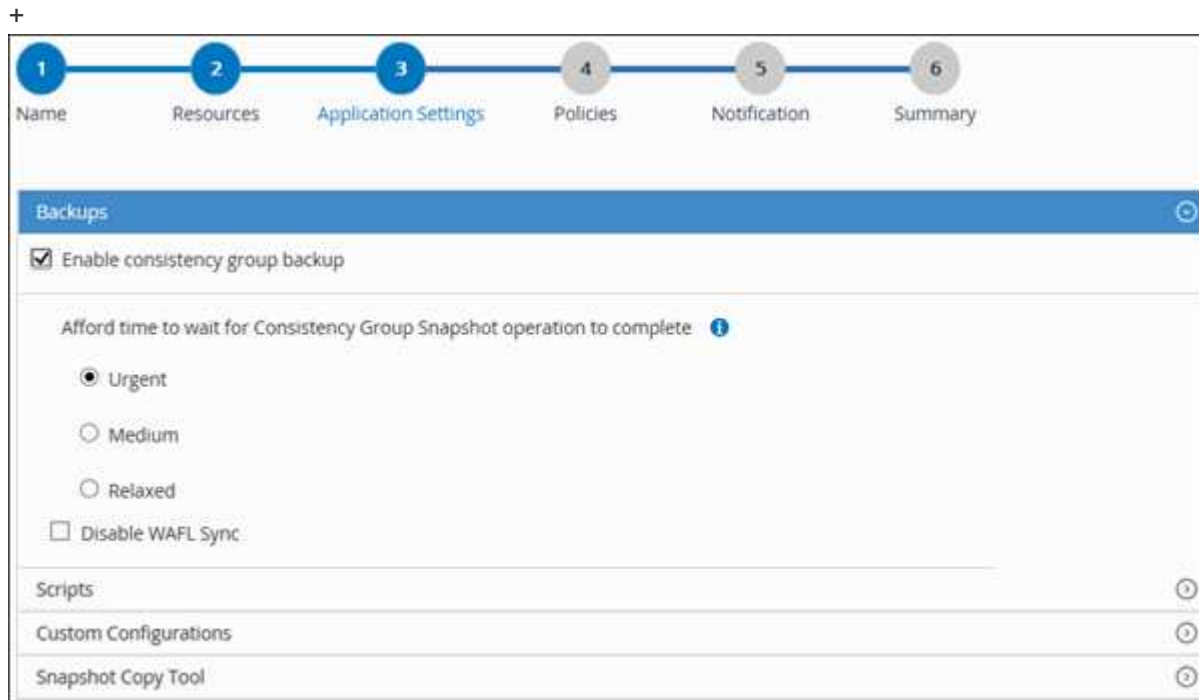 +
1 2 3 4 5 6
Name Resources Application Settings Policies Notification Summary
Backups
Enable consistency group backup
Afford time to wait for Consistency Group Snapshot operation to complete
Urgent
Medium
Relaxed
Disable WAFL Sync
Scripts
Custom Configurations
Snapshot Copy Tool